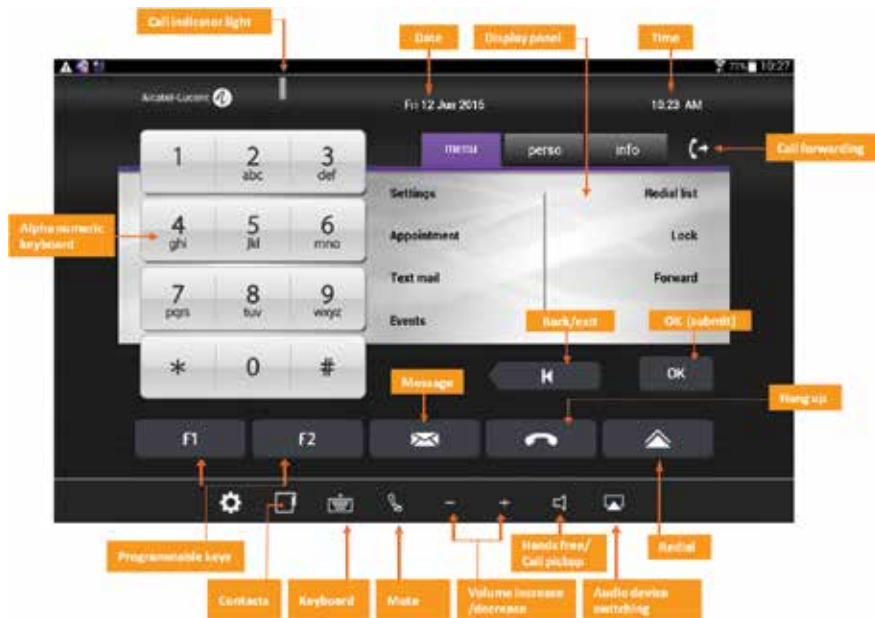 Call indicator light
Date
Display panel
Time
77% 10:27
Alcatel-Lucent
Fri 12 Jun 2015
10:23 AM
menu
perso
info
Call forwarding
1
2
abc
3
def
Settings
Redial list
Alpha numeric
keyboard
4
ghi
5
jkl
6
mno
Appointment
Lock
7
pqrs
8
tuv
9
wxyz
Text mail
Forward
Events
Back/exit
OK (submit)
*
0
#
Message
OK
Hang up
F1
F2
Programmable keys
Hands free/
Call pickup
Redial
Contacts
Keyboard
Mute
Volume increase
/decrease
Audio device
switching